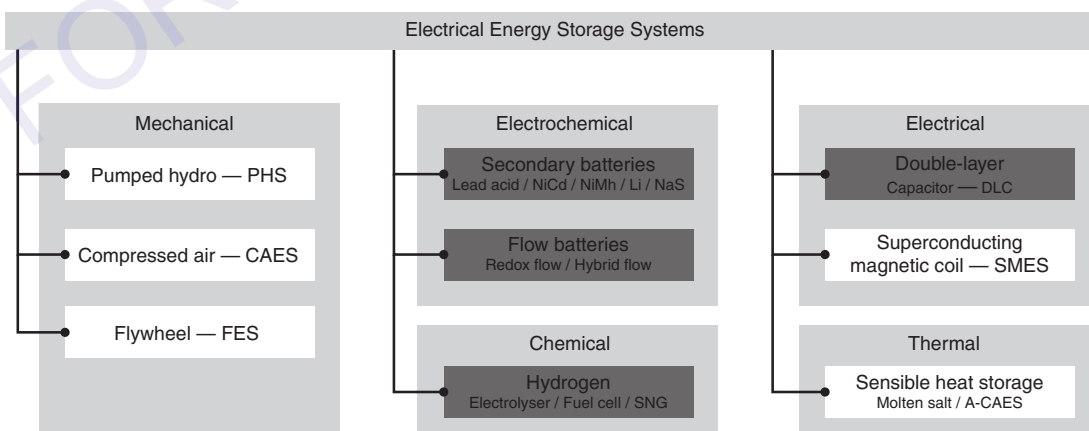 Electrical Energy Storage Systems
Mechanical
Pumped hydro — PHS
Compressed air — CAES
Flywheel — FES
Electrochemical
Secondary batteries
Lead acid / NiCd / NiMh / Li / NaS
Flow batteries
Redox flow / Hybrid flow
Chemical
Hydrogen
Electrolyser / Fuel cell / SNG
Electrical
Double-layer
Capacitor — DLC
Superconducting
magnetic coil — SMES
Thermal
Sensible heat storage
Molten salt / A-CAES